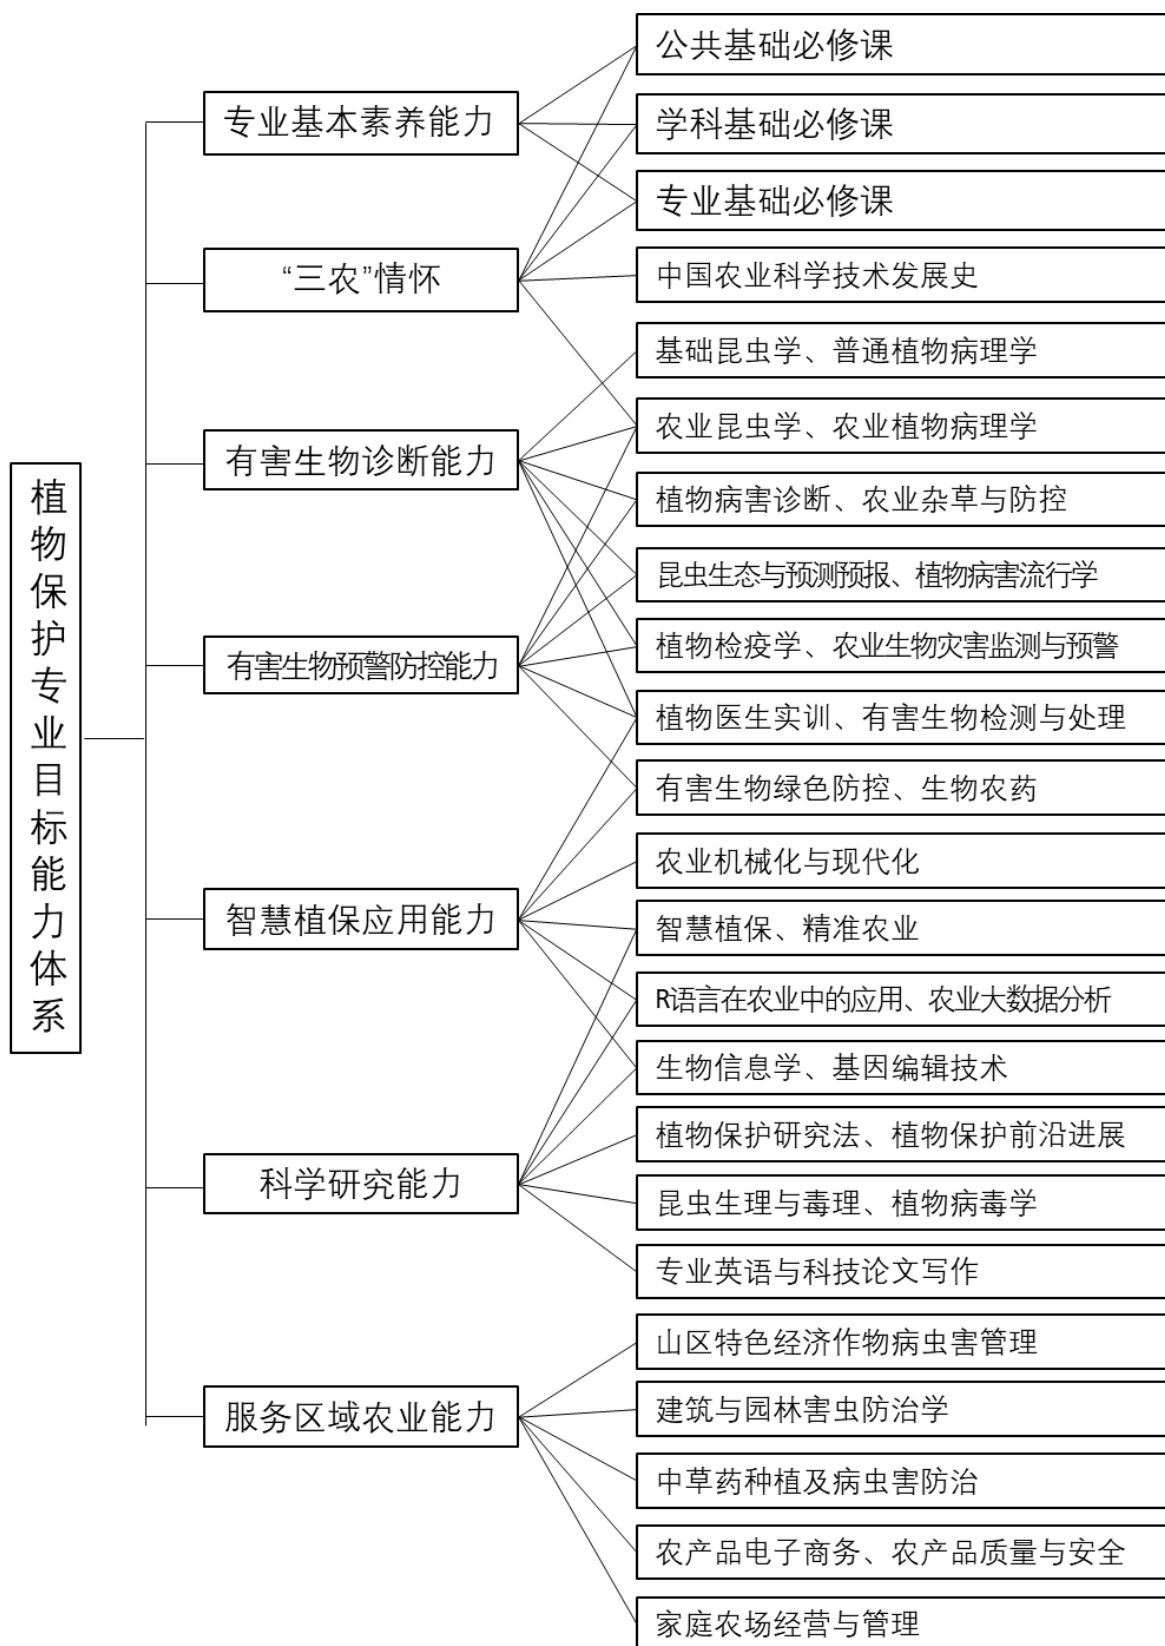 植物保护专业目标能力体系
专业基本素养能力
“三农”情怀
有害生物诊断能力
有害生物预警防控能力
智慧植保应用能力
科学研究能力
服务区域农业能力
公共基础必修课
学科基础必修课
专业基础必修课
中国农业科学技术发展史
基础昆虫学、普通植物病理学
农业昆虫学、农业植物病理学
植物病害诊断、农业杂草与防控
昆虫生态与预测预报、植物病害流行学
植物检疫学、农业生物灾害监测与预警
植物医生实训、有害生物检测与处理
有害生物绿色防控、生物农药
农业机械化与现代化
智慧植保、精准农业
R语言在农业中的应用、农业大数据分析
生物信息学、基因编辑技术
植物保护研究法、植物保护前沿进展
昆虫生理与毒理、植物病毒学
专业英语与科技论文写作
山区特色经济作物病虫害管理
建筑与园林害虫防治学
中草药种植及病虫害防治
农产品电子商务、农产品质量与安全
家庭农场经营与管理